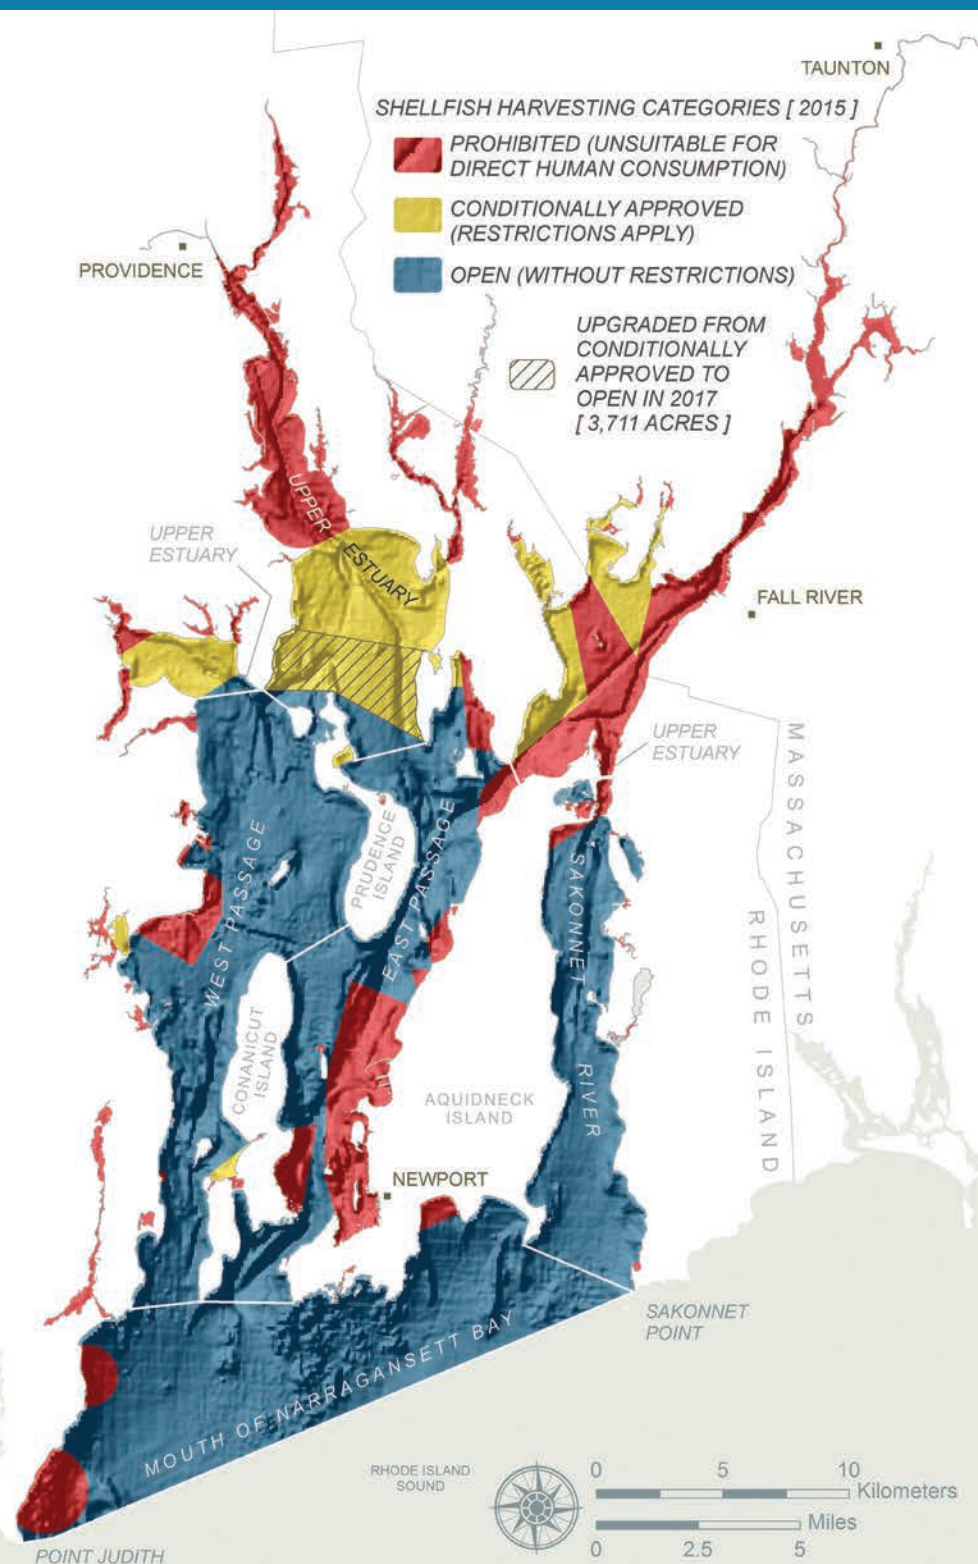 TAUNTON
SHELLFISH HARVESTING CATEGORIES [ 2015 ]
PROHIBITED (UNSUITABLE FOR
DIRECT HUMAN CONSUMPTION)
CONDITIONALLY APPROVED
(RESTRICTIONS APPLY)
OPEN (WITHOUT RESTRICTIONS)
UPGRADED FROM
CONDITIONALLY
APPROVED TO
OPEN IN 2017
[ 3,711 ACRES ]
PROVIDENCE
UPPER
ESTUARY
UPPER
ESTUARY
FALL RIVER
UPPER
ESTUARY
MASSACHUSETTS
RHODE ISLAND
WEST PASSAGE
PRUDENCE
ISLAND
EAST PASSAGE
SAKONNET
RIVER
CONANICUT
ISLAND
AQUIDNECK
ISLAND
NEWPORT
SAKONNET
POINT
MOUTH OF NARRAGANSETT BAY
RHODE ISLAND
SOUND
0 5 10
Kilometers
Miles
0 2.5 5
POINT JUDITH